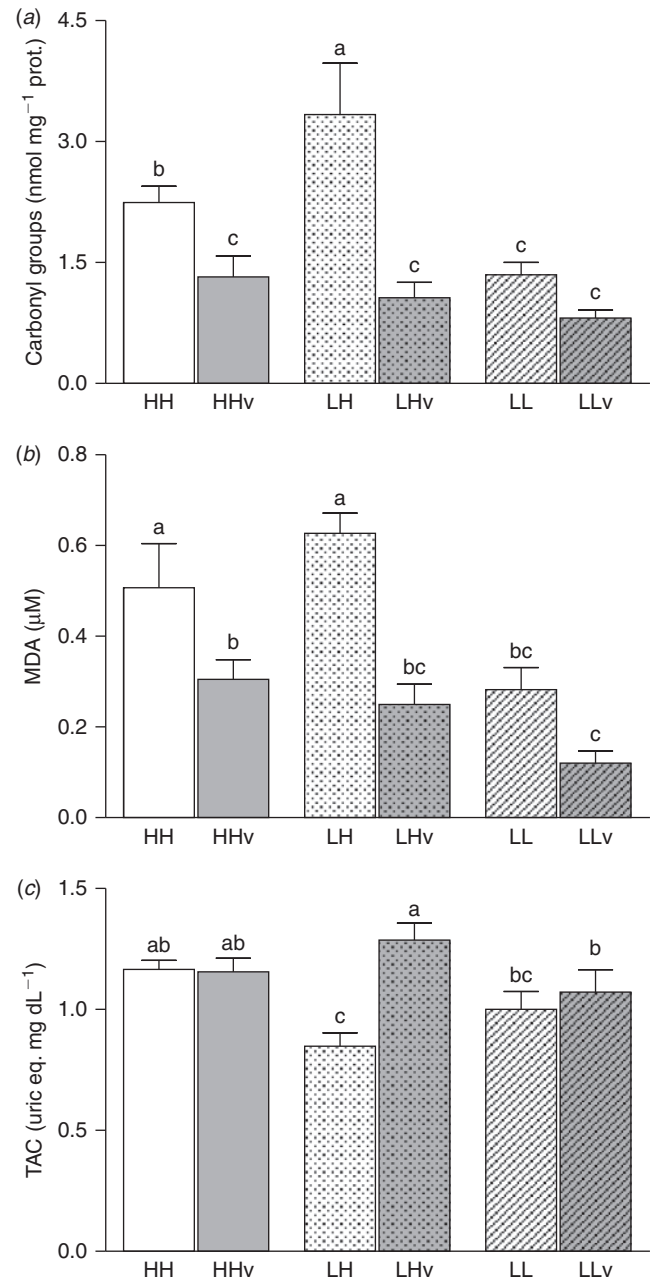 (a)
Carbonyl groups (nmol mg⁻¹ prot.)
4.5
3.0
1.5
0.0
b
c
a
c
c
c
HH HHv LH LHv LL LLv
(b)
MDA (μM)
0.8
0.6
0.4
0.2
0.0
a
b
a
bc
bc
c
HH HHv LH LHv LL LLv
(c)
TAC (uric eq. mg dL⁻¹)
1.5
1.0
0.5
0.0
ab
ab
c
a
bc
b
HH HHv LH LHv LL LLv